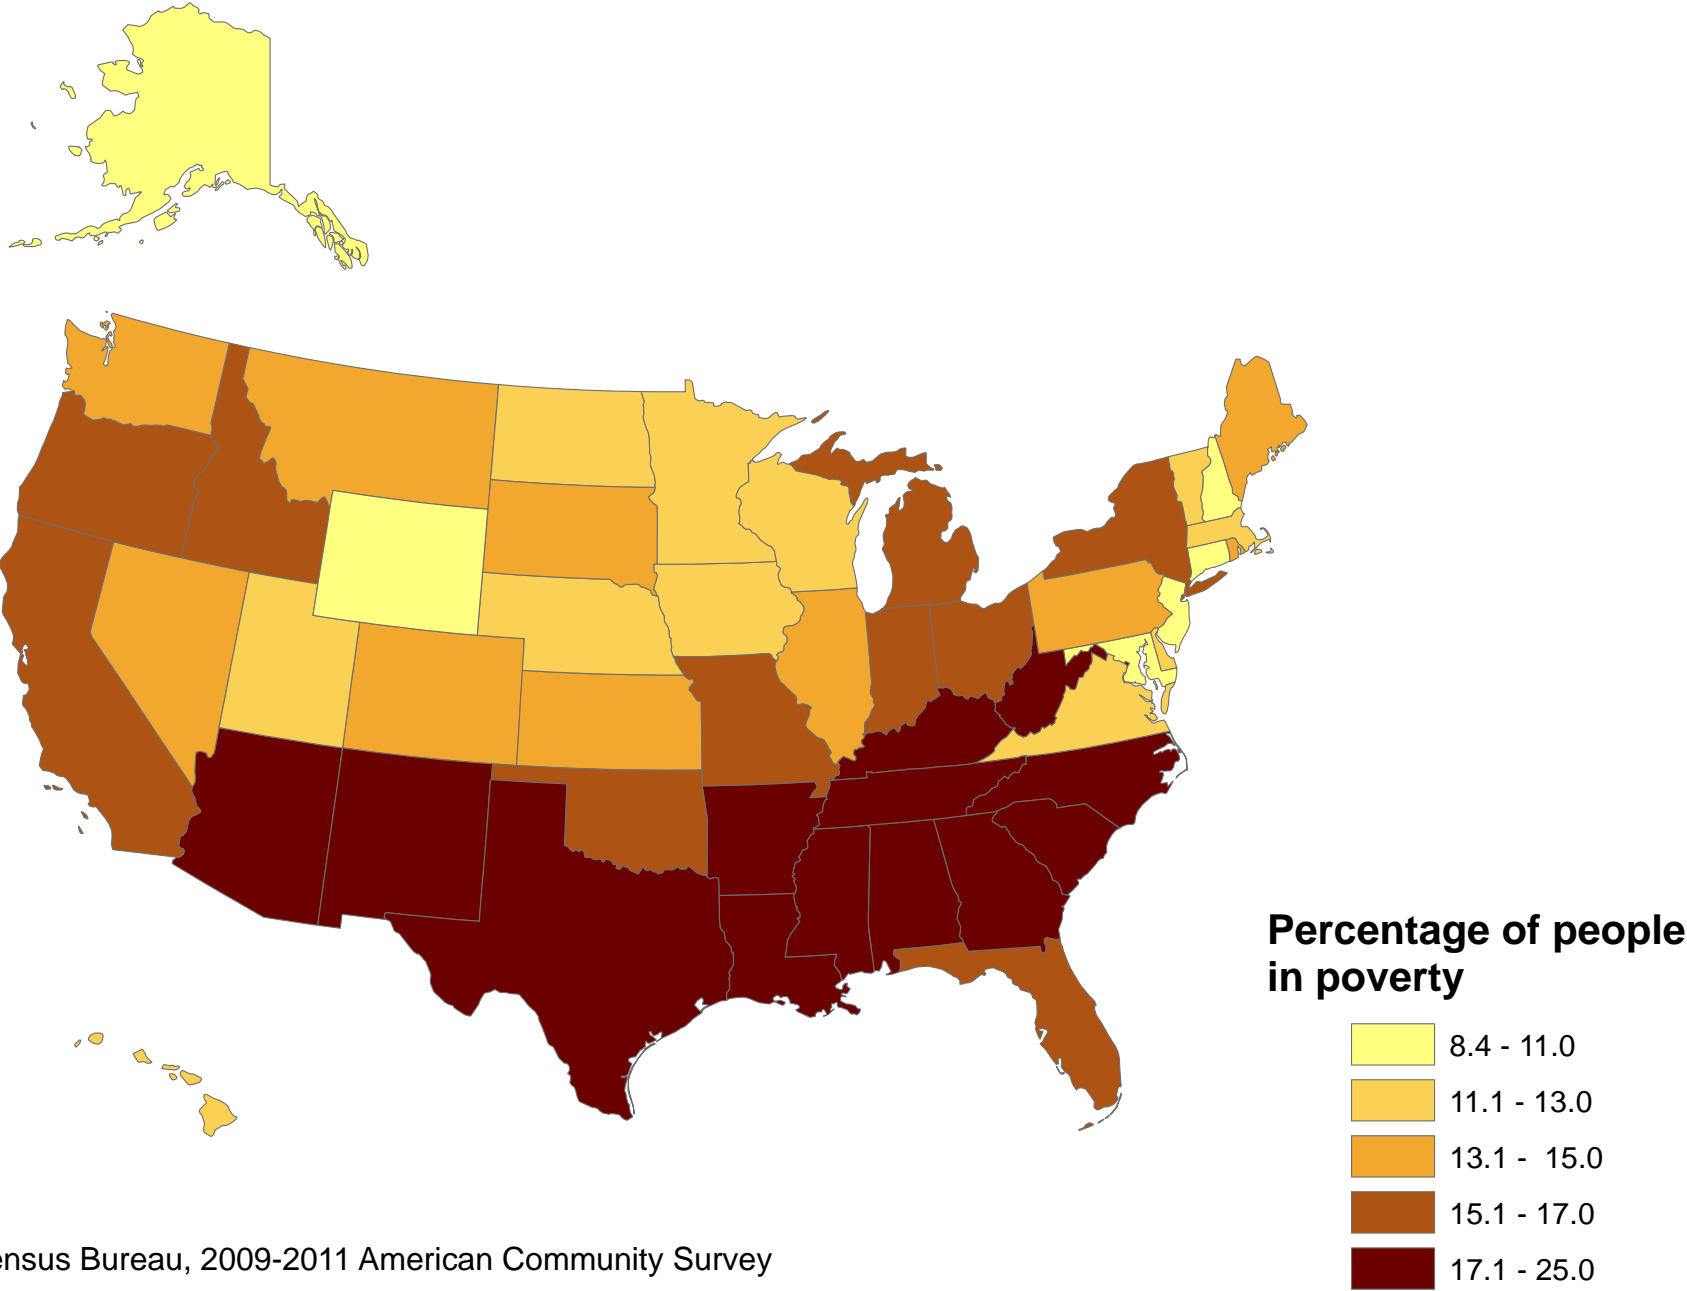 Percentage of people
in poverty
8.4 - 11.0
11.1 - 13.0
13.1 -  15.0
15.1 - 17.0
17.1 - 25.0
Bureau, 2009-2011 American Community Survey